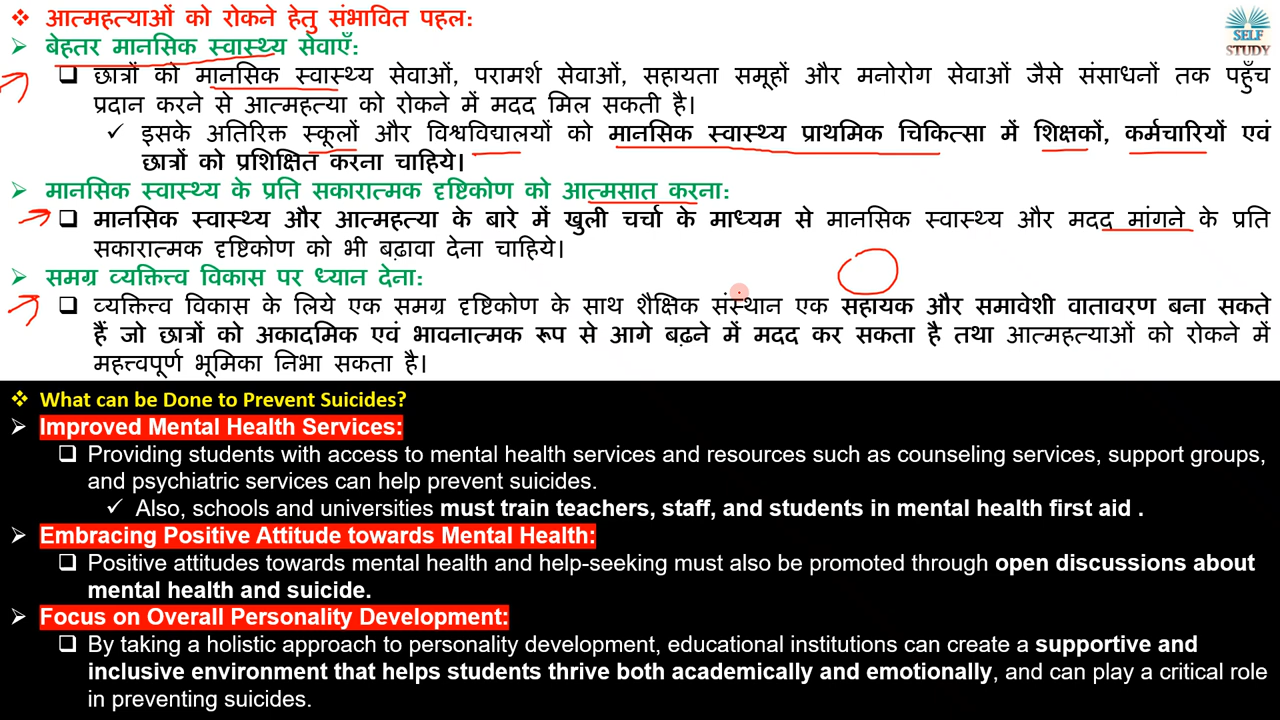 ❖ आत्महत्याओं को रोकने हेतु संभावित पहल:
➤ बेहतर मानसिक स्वास्थ्य सेवाएँ:
❑ छात्रों को मानसिक स्वास्थ्य सेवाओं, परामर्श सेवाओं, सहायता समूहों और मनोरोग सेवाओं जैसे संसाधनों तक पहुँच
प्रदान करने से आत्महत्या को रोकने में मदद मिल सकती है।
✓ इसके अतिरिक्त स्कूलों और विश्वविद्यालयों को मानसिक स्वास्थ्य प्राथमिक चिकित्सा में शिक्षकों, कर्मचारियों एवं
छात्रों को प्रशिक्षित करना चाहिये।
➤ मानसिक स्वास्थ्य के प्रति सकारात्मक दृष्टिकोण को आत्मसात करना:
❑ मानसिक स्वास्थ्य और आत्महत्या के बारे में खुली चर्चा के माध्यम से मानसिक स्वास्थ्य और मदद मांगने के प्रति
सकारात्मक दृष्टिकोण को भी बढ़ावा देना चाहिये।
➤ समग्र व्यक्तित्व विकास पर ध्यान देना:
❑ व्यक्तित्व विकास के लिये एक समग्र दृष्टिकोण के साथ शैक्षिक संस्थान एक सहायक और समावेशी वातावरण बना सकते
हैं जो छात्रों को अकादमिक एवं भावनात्मक रूप से आगे बढ़ने में मदद कर सकता है तथा आत्महत्याओं को रोकने में
महत्त्वपूर्ण भूमिका निभा सकता है।
SELF
STUDY
❖ What can be Done to Prevent Suicides?
➤ Improved Mental Health Services:
❑ Providing students with access to mental health services and resources such as counseling services, support groups,
and psychiatric services can help prevent suicides.
✓ Also, schools and universities must train teachers, staff, and students in mental health first aid .
➤ Embracing Positive Attitude towards Mental Health:
❑ Positive attitudes towards mental health and help-seeking must also be promoted through open discussions about
mental health and suicide.
➤ Focus on Overall Personality Development:
❑ By taking a holistic approach to personality development, educational institutions can create a supportive and
inclusive environment that helps students thrive both academically and emotionally, and can play a critical role
in preventing suicides.